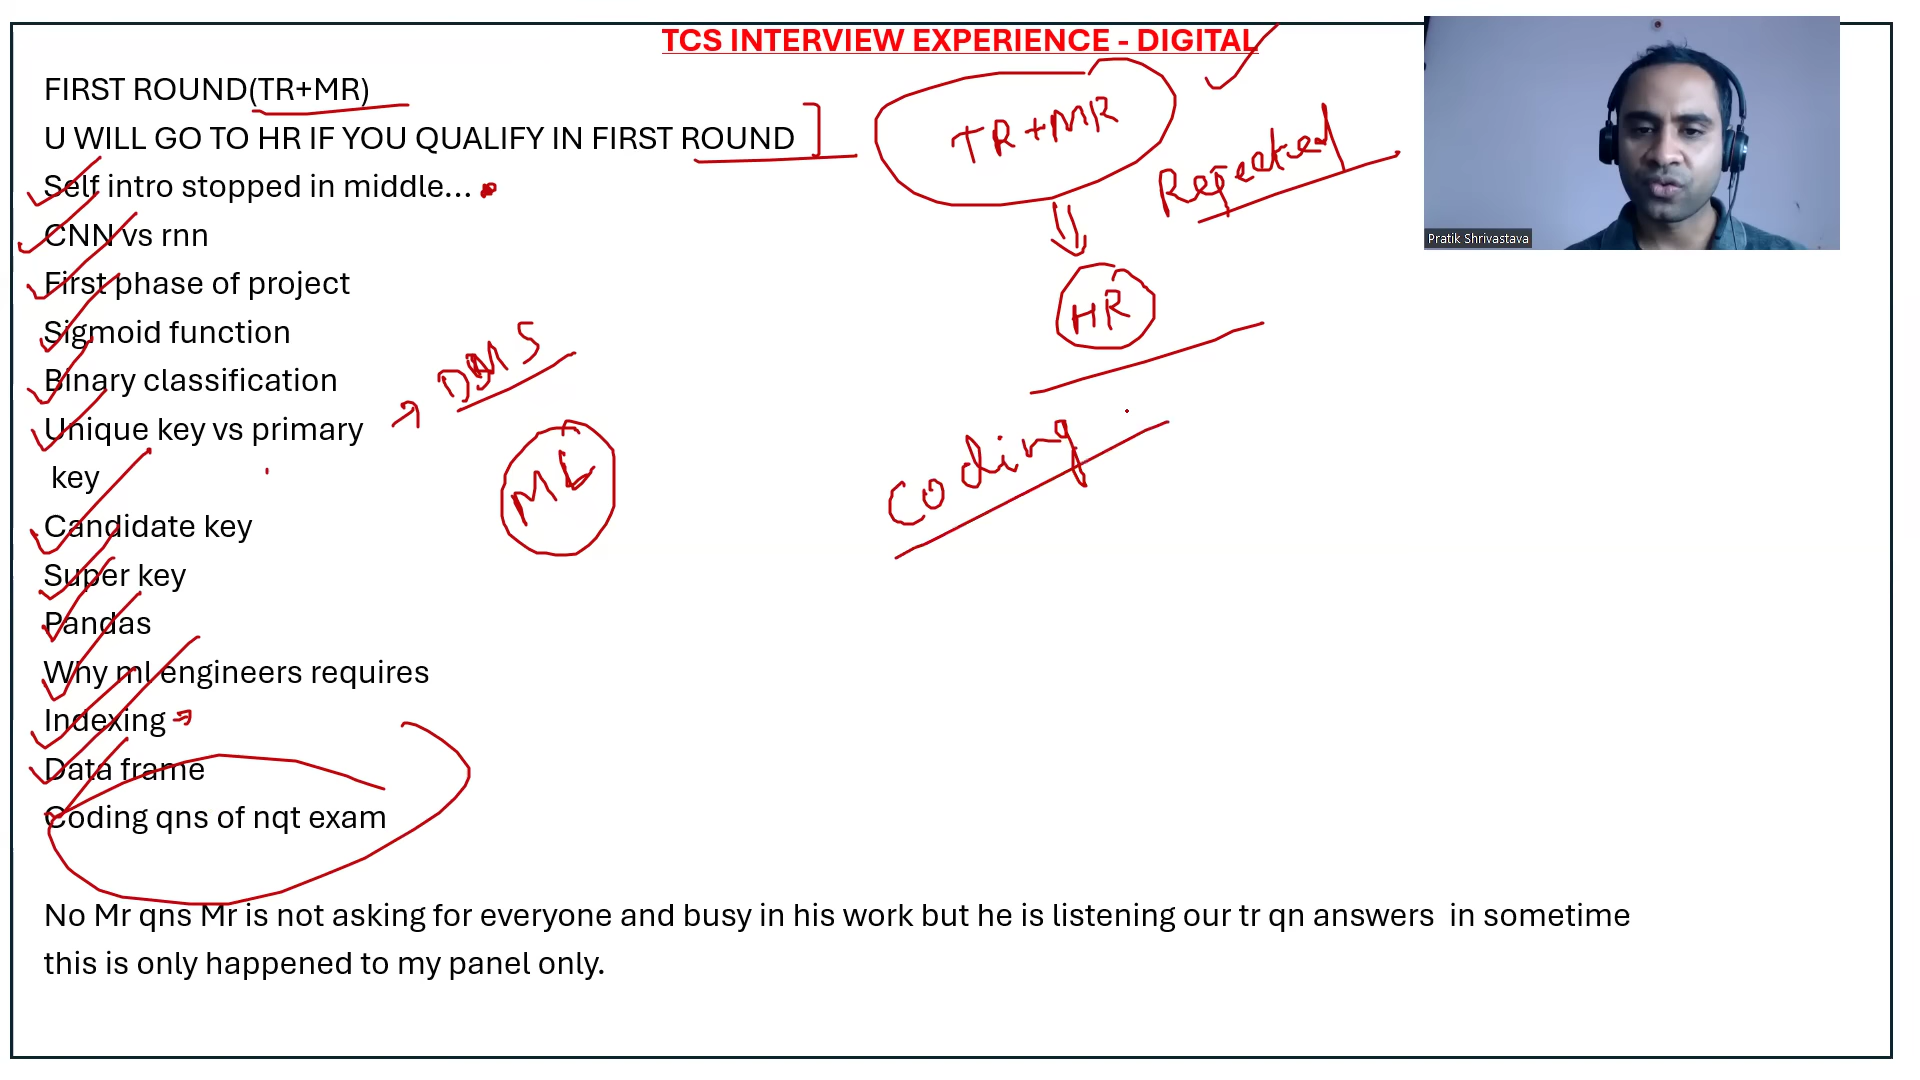 TCS INTERVIEW EXPERIENCE - DIGITAL
FIRST ROUND(TR+MR)
U WILL GO TO HR IF YOU QUALIFY IN FIRST ROUND
Self intro stopped in middle...
CNN vs rnn
First phase of project
Sigmoid function
Binary classification
Unique key vs primary
key
Candidate key
Super key
Pandas
Why ml engineers requires
Indexing
Data frame
Coding qns of nqt exam
No Mr qns Mr is not asking for everyone and busy in his work but he is listening our tr qn answers in sometime
this is only happened to my panel only.
TR+MR
Rejected
HR
DBMS
ML
Coding
Pratik Shrivastava